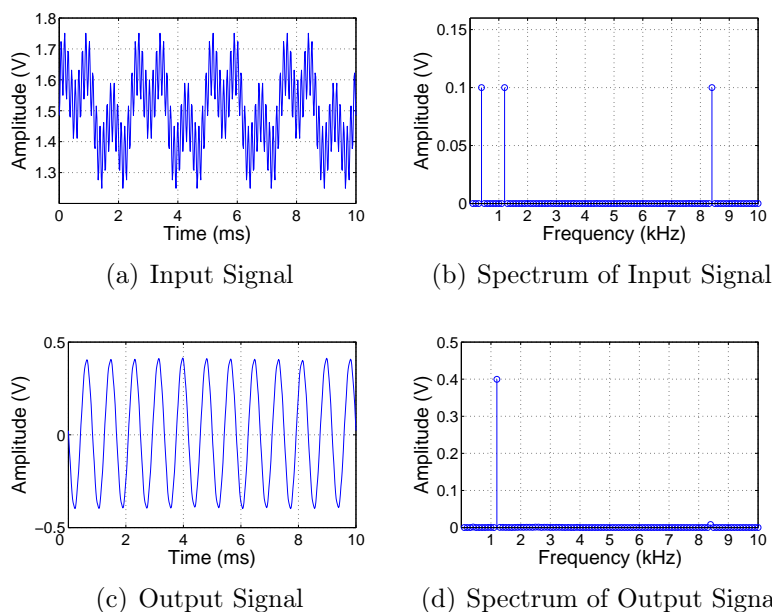 1.8
1.7
1.6
1.5
1.4
1.3
Amplitude (V)
0 2 4 6 8 10
Time (ms)
(a) Input Signal
0.15
0.1
0.05
0
Amplitude (V)
1 2 3 4 5 6 7 8 9 10
Frequency (kHz)
(b) Spectrum of Input Signal
0.5
0
−0.5
Amplitude (V)
0 2 4 6 8 10
Time (ms)
(c) Output Signal
0.5
0.4
0.3
0.2
0.1
0
Amplitude (V)
1 2 3 4 5 6 7 8 9 10
Frequency (kHz)
(d) Spectrum of Output Signa